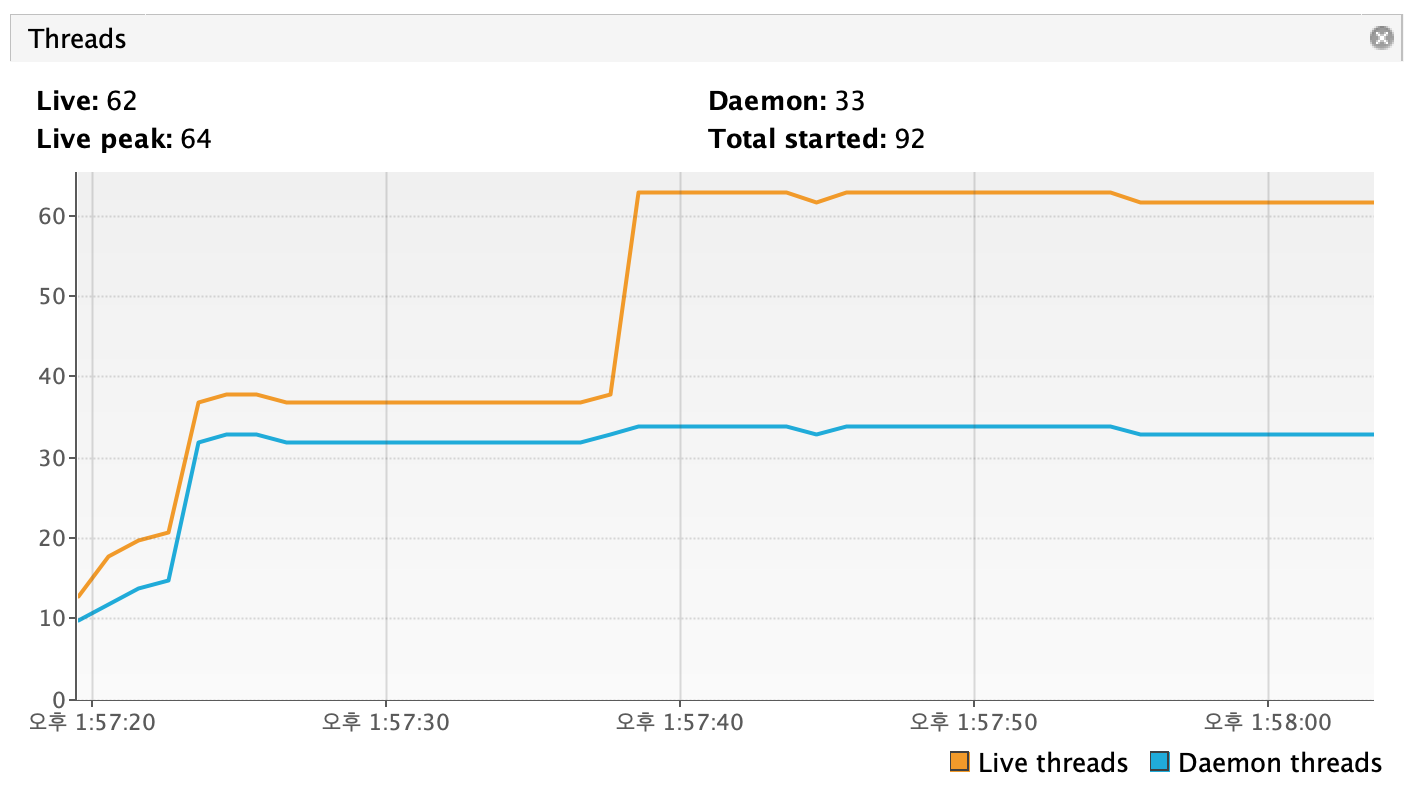 Threads
Live: 62 Daemon: 33
Live peak: 64 Total started: 92
60
50
40
30
20
10
0
오후 1:57:20 오후 1:57:30 오후 1:57:40 오후 1:57:50 오후 1:58:00
Live threads Daemon threads